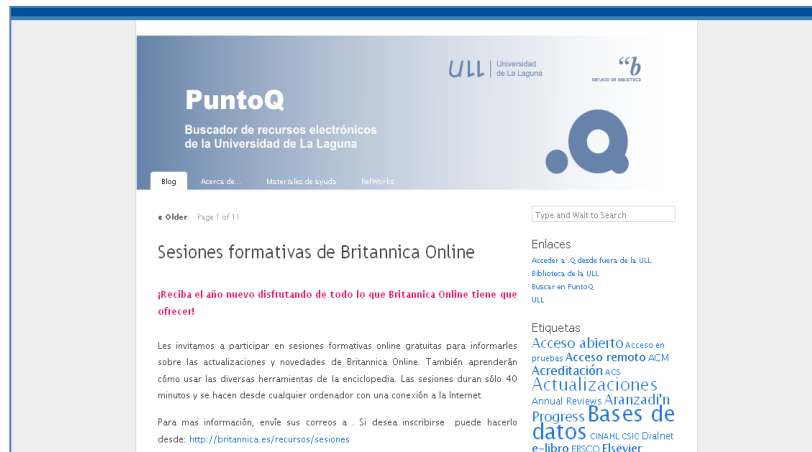 ULL | Universidad
de La Laguna
“b
SERVICIO DE BIBLIOTECA
PuntoQ
Buscador de recursos electrónicos
de la Universidad de La Laguna
.Q
Blog Acerca de... Materiales de ayuda RefWorks
« Older Page 1 of 11
Type and Wait to Search
Sesiones formativas de Britannica Online
¡Reciba el año nuevo disfrutando de todo lo que Britannica Online tiene que
ofrecer!
Les invitamos a participar en sesiones formativas online gratuitas para informarles
sobre las actualizaciones y novedades de Britannica Online. También aprenderán
cómo usar las diversas herramientas de la enciclopedia. Las sesiones duran sólo 40
minutos y se hacen desde cualquier ordenador con una conexión a la Internet.
Para mas información, envíe sus correos a . Si desea inscribirse puede hacerlo
desde: http://britannica.es/recursos/sesiones
Enlaces
Acceder a .Q desde fuera de la ULL
Biblioteca de la ULL
Buscar en PuntoQ
ULL
Etiquetas
Acceso abierto Acceso en
pruebas Acceso remoto ACM
Acreditación ACS
Actualizaciones
Annual Reviews Aranzadi'n
Progress Bases de
datos CINAHL CSIC Dialnet
e-libro EBSCO Elsevier